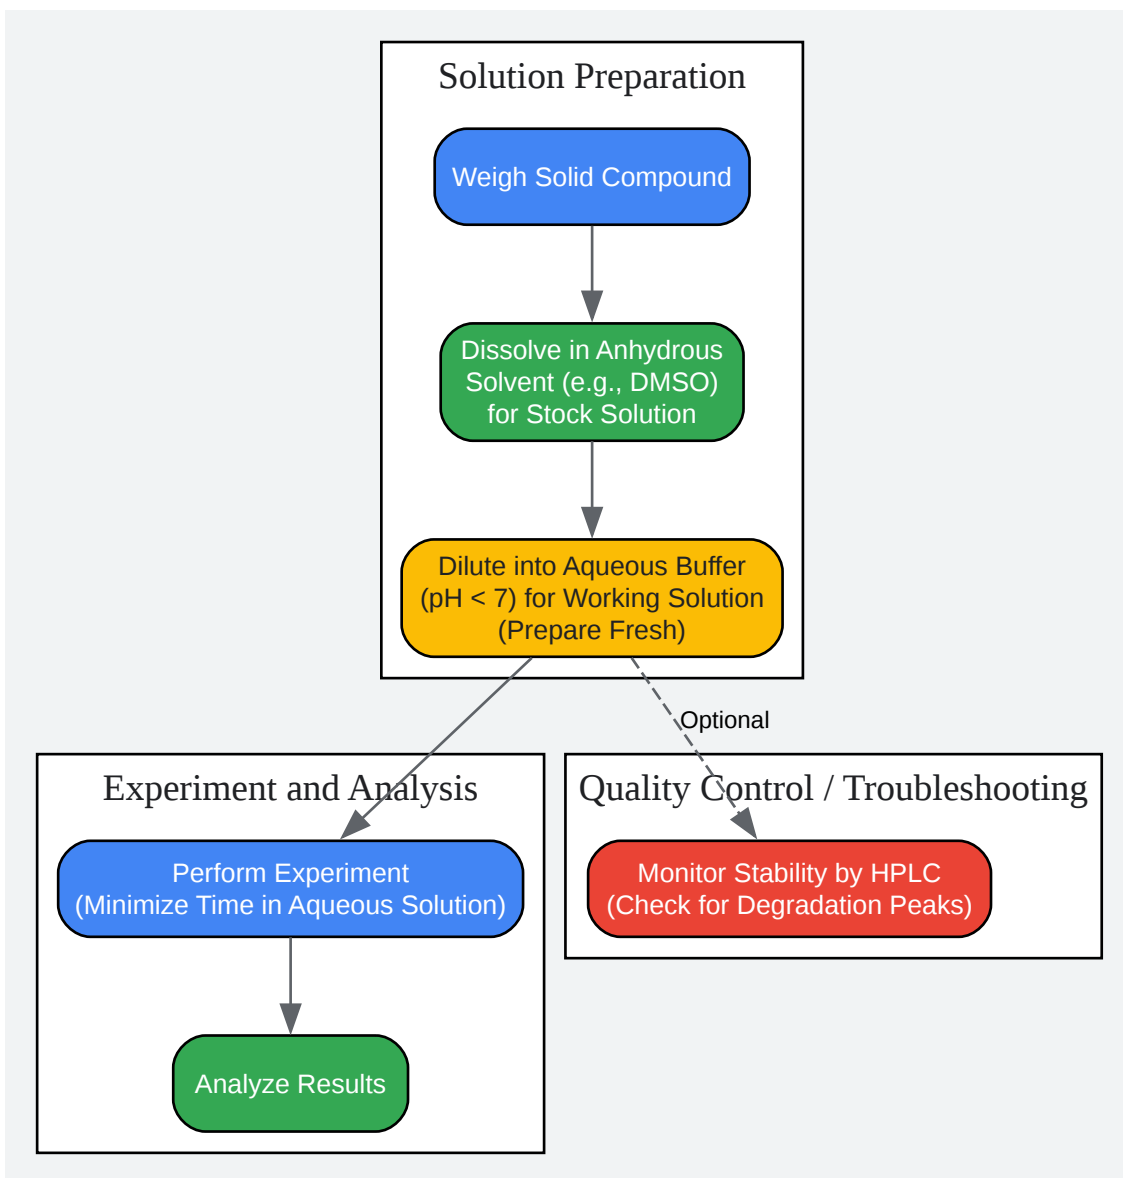 Solution Preparation
Weigh Solid Compound
Dissolve in Anhydrous
Solvent (e.g., DMSO)
for Stock Solution
Dilute into Aqueous Buffer
(pH < 7) for Working Solution
(Prepare Fresh)
Optional
Experiment and Analysis
Perform Experiment
(Minimize Time in Aqueous Solution)
Analyze Results
Quality Control / Troubleshooting
Monitor Stability by HPLC
(Check for Degradation Peaks)